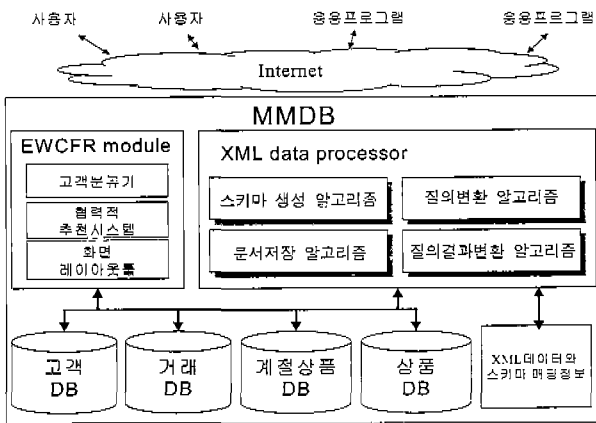 사용자 사용자 응용프로그램 응용프로그램
Internet
MMDB
EWCFR module
고객분류기
협력적
추천시스템
화면
레이아웃툴
XML data processor
스키마 생성 알고리즘
질의변환 알고리즘
문서저장 알고리즘
질의결과변환 알고리즘
고객
DB
거래
DB
계절상품
DB
상품
DB
XML데이터와
스키마 매핑정보